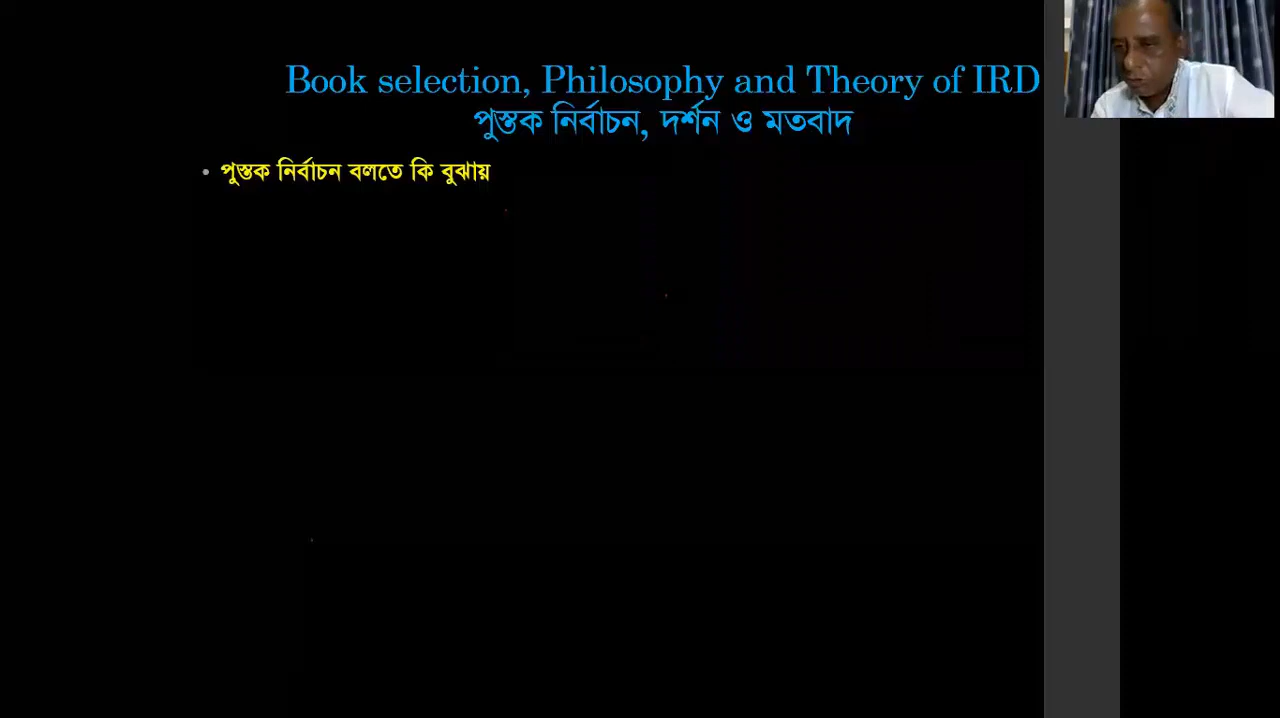 Book selection, Philosophy and Theory of IRD
পুস্তক নির্বাচন, দর্শন ও মতবাদ
• পুস্তক নির্বাচন বলতে কি বুঝায়